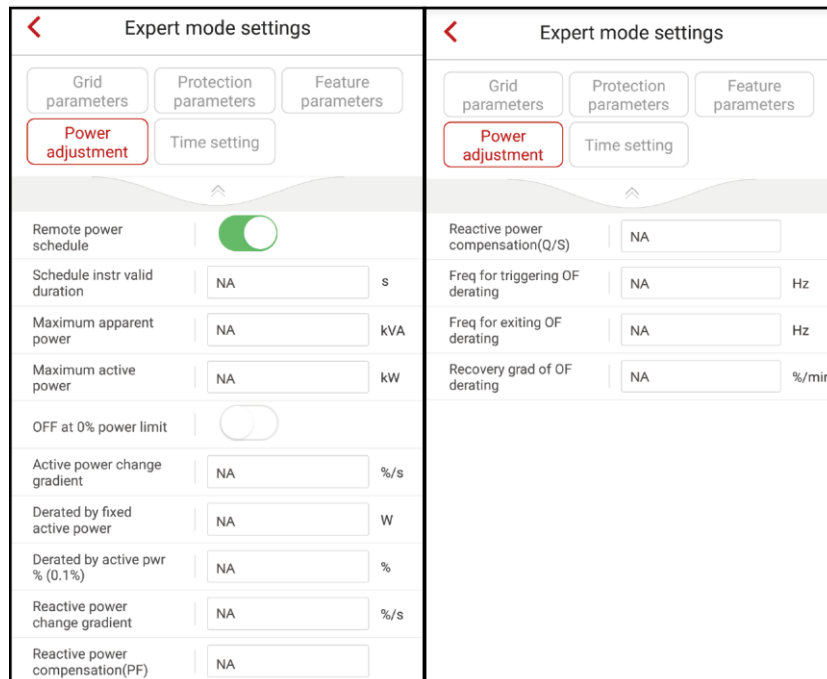 Expert mode settings
Grid
parameters
Protection
parameters
Feature
parameters
Power
adjustment
Time setting
Remote power
schedule
Schedule instr valid
duration
NA
s
Maximum apparent
power
NA
kVA
Maximum active
power
NA
kW
OFF at 0% power limit
Active power change
gradient
NA
%/s
Derated by fixed
active power
NA
W
Derated by active pwr
% (0.1%)
NA
%
Reactive power
change gradient
NA
%/s
Reactive power
compensation(PF)
NA
Expert mode settings
Grid
parameters
Protection
parameters
Feature
parameters
Power
adjustment
Time setting
Reactive power
compensation(Q/S)
NA
Freq for triggering OF
derating
NA
Hz
Freq for exiting OF
derating
NA
Hz
Recovery grad of OF
derating
NA
%/min